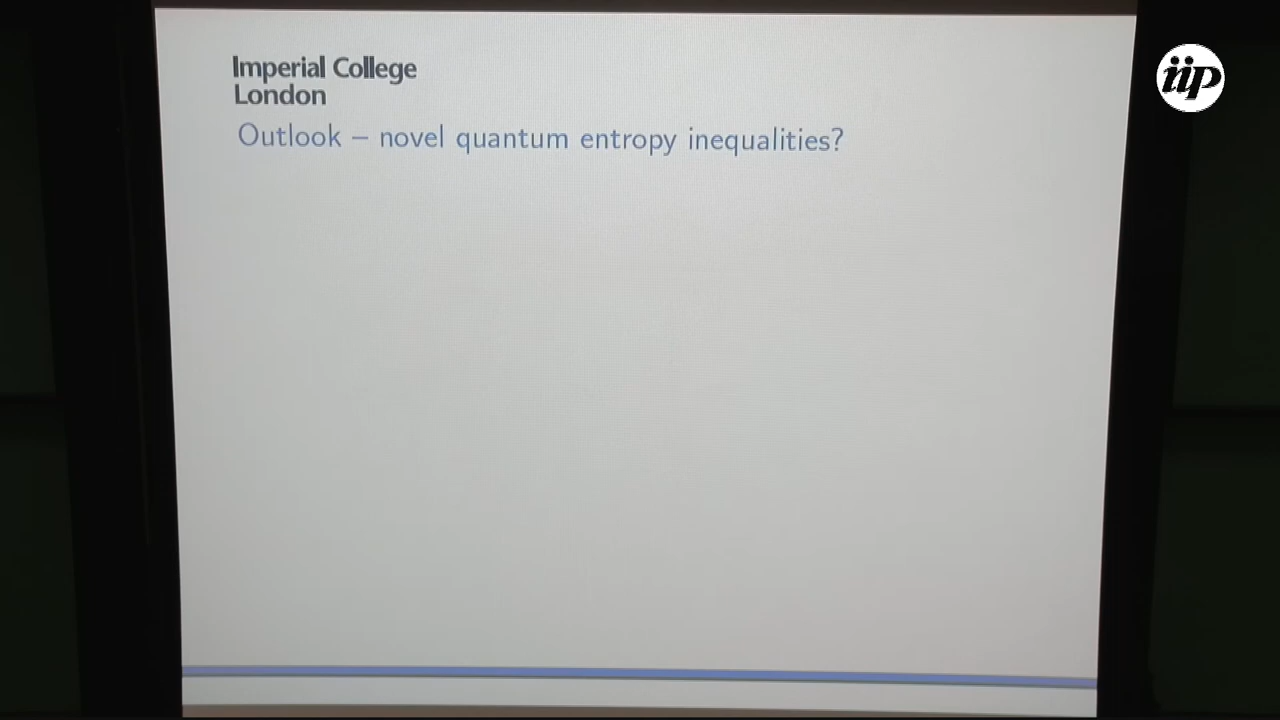 Imperial College
London
Outlook – novel quantum entropy inequalities?
iip